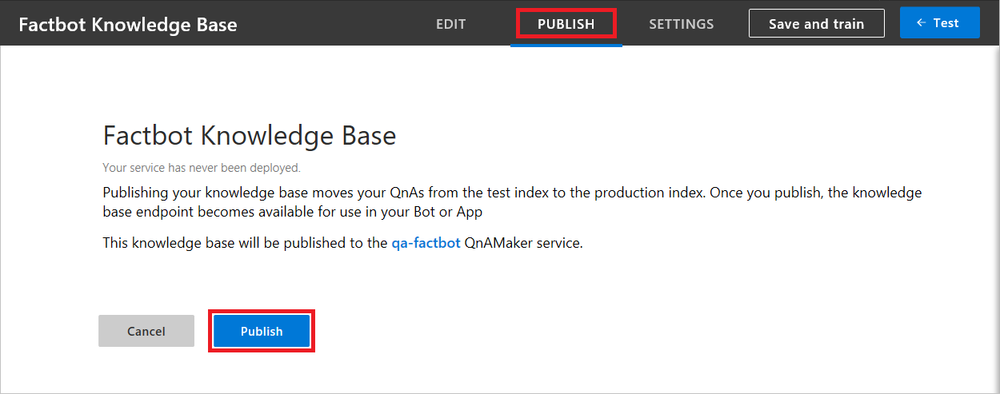 Factbot Knowledge Base EDIT PUBLISH SETTINGS Save and train ← Test
Factbot Knowledge Base
Your service has never been deployed.
Publishing your knowledge base moves your QnAs from the test index to the production index. Once you publish, the knowledge
base endpoint becomes available for use in your Bot or App
This knowledge base will be published to the qa-factbot QnAMaker service.
Cancel Publish